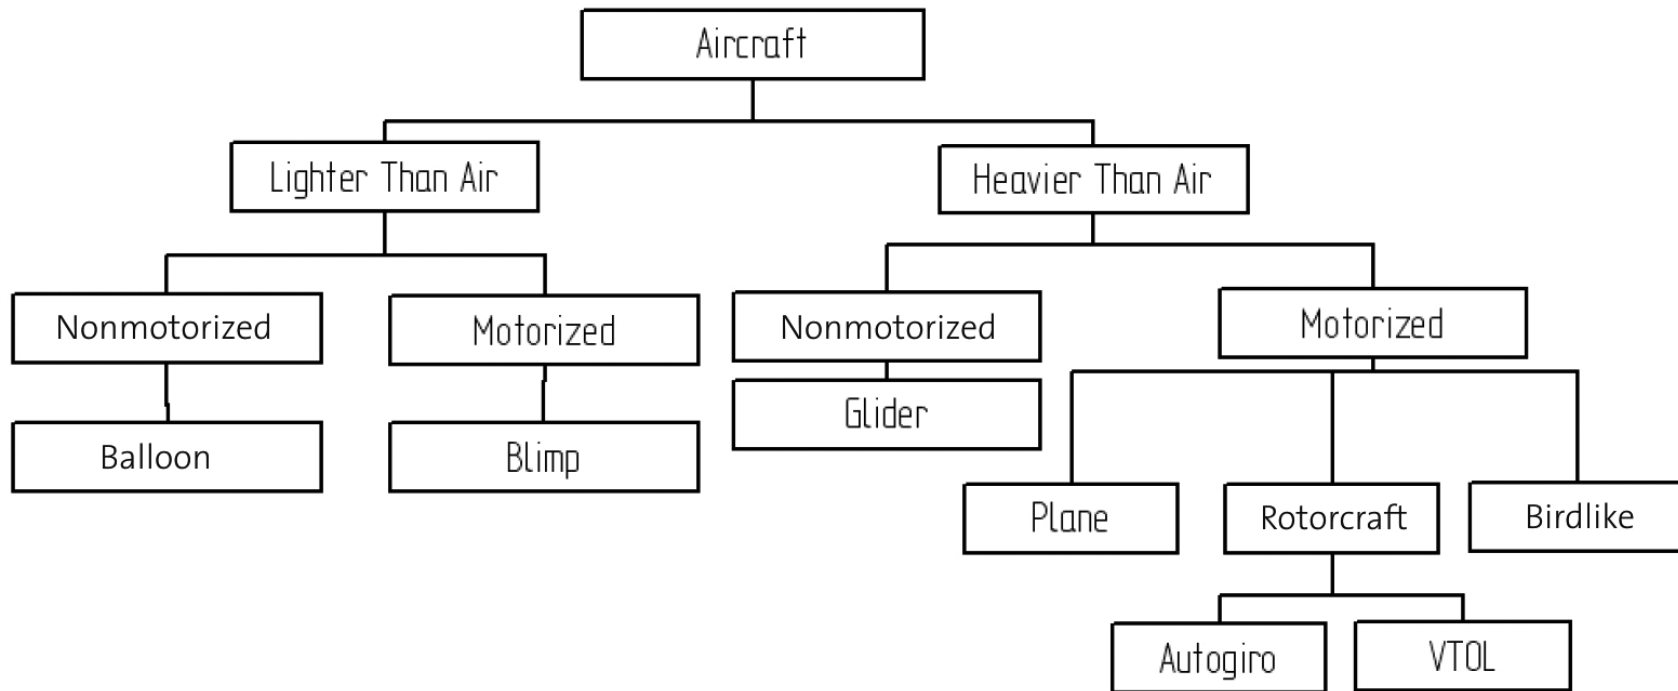 Aircraft
Lighter Than Air
Heavier Than Air
Nonmotorized
Motorized
Nonmotorized
Motorized
Balloon
Blimp
Glider
Plane
Rotorcraft
Birdlike
Autogiro
VTOL